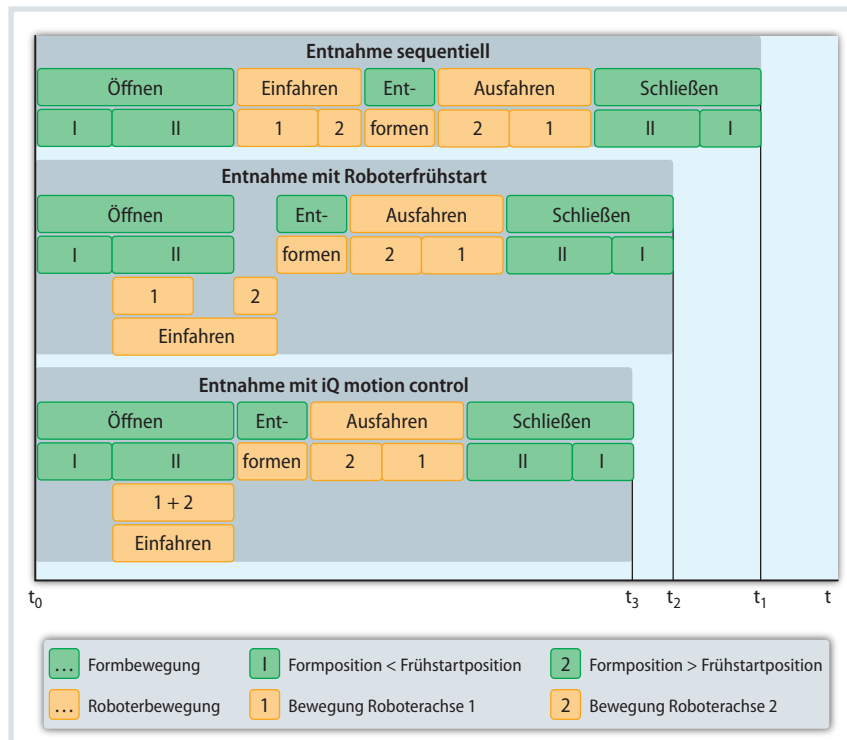 Entnahme sequentiell
Öffnen Einfahren Ent- Ausfahren Schließen
I II 1 2 formen 2 1 II I
Entnahme mit Roboterfrühstart
Öffnen Ent- Ausfahren Schließen
I II formen 2 1 II I
1 2
Einfahren
Entnahme mit iQ motion control
Öffnen Ent- Ausfahren Schließen
I II formen 2 1 II I
1 + 2
Einfahren
t0 t3 t2 t1 t
... Formbewegung I Formposition < Frühstartposition 2 Formposition > Frühstartposition
... Roboterbewegung 1 Bewegung Roboterachse 1 2 Bewegung Roboterachse 2